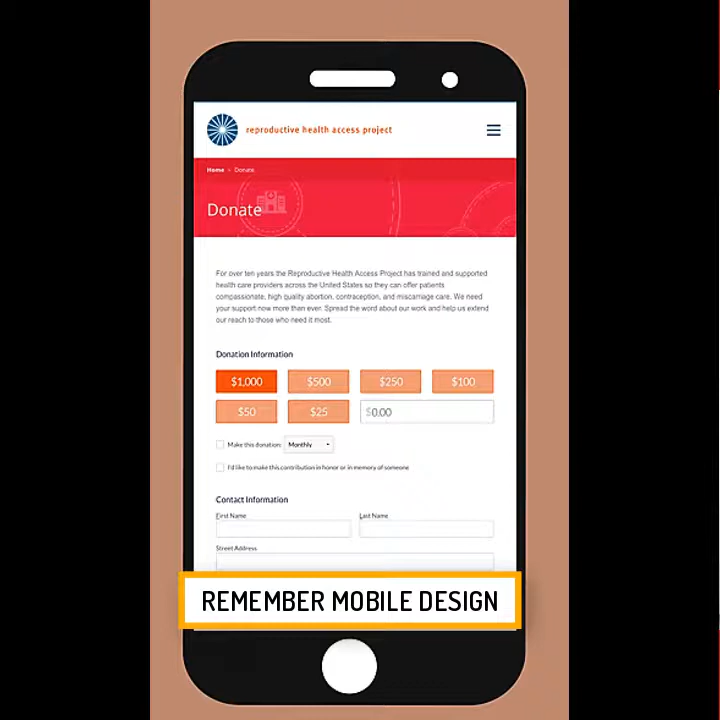 reproductive health access project
Home > Donate
Donate
For over ten years the Reproductive Health Access Project has trained and supported
health care providers across the United States so they can offer patients
compassionate, high quality abortion, contraception, and miscarriage care. We need
your support now more than ever. Spread the word about our work and help us extend
our reach to those who need it most.
Donation Information
$1,000 $500 $250 $100
$50 $25 $0.00
Make this donation: Monthly
I'd like to make this contribution in honor or in memory of someone
Contact Information
First Name Last Name
Street Address
REMEMBER MOBILE DESIGN